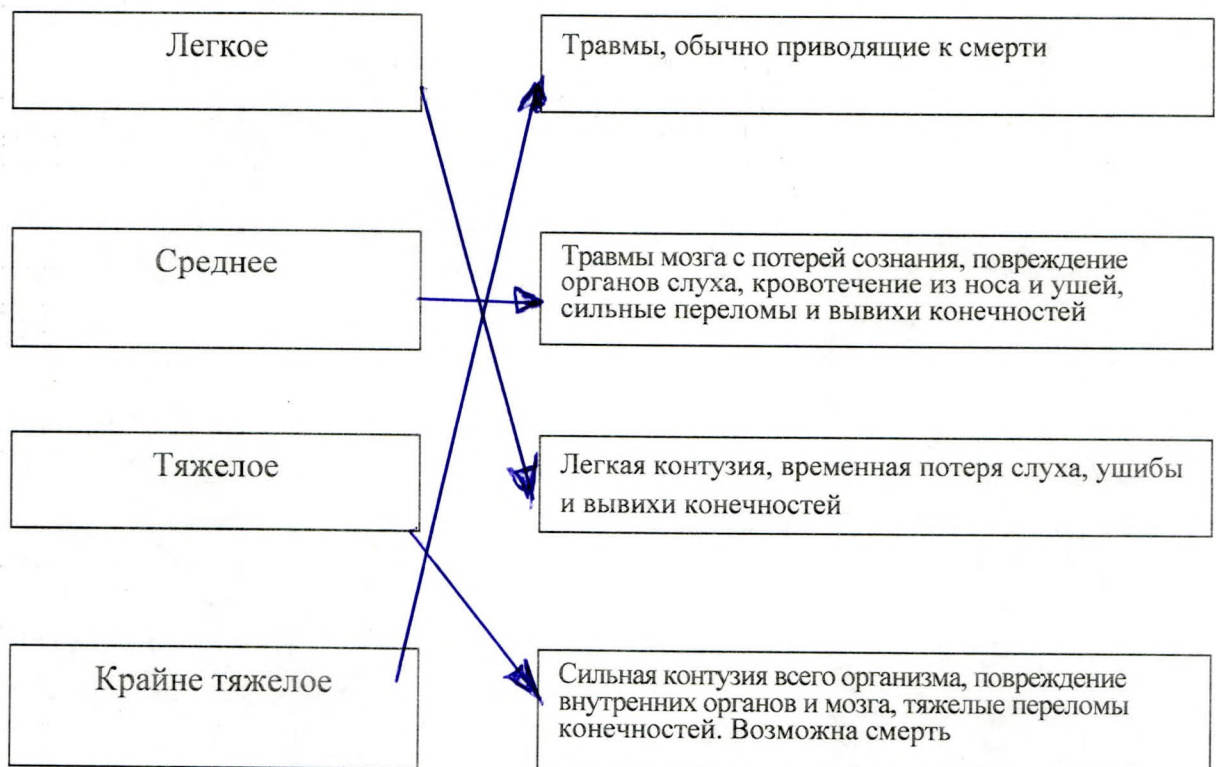 Легкое
Травмы, обычно приводящие к смерти
Среднее
Травмы мозга с потерей сознания, повреждение
органов слуха, кровотечение из носа и ушей,
сильные переломы и вывихи конечностей
Тяжелое
Легкая контузия, временная потеря слуха, ушибы
и вывихи конечностей
Крайне тяжелое
Сильная контузия всего организма, повреждение
внутренних органов и мозга, тяжелые переломы
конечностей. Возможна смерть